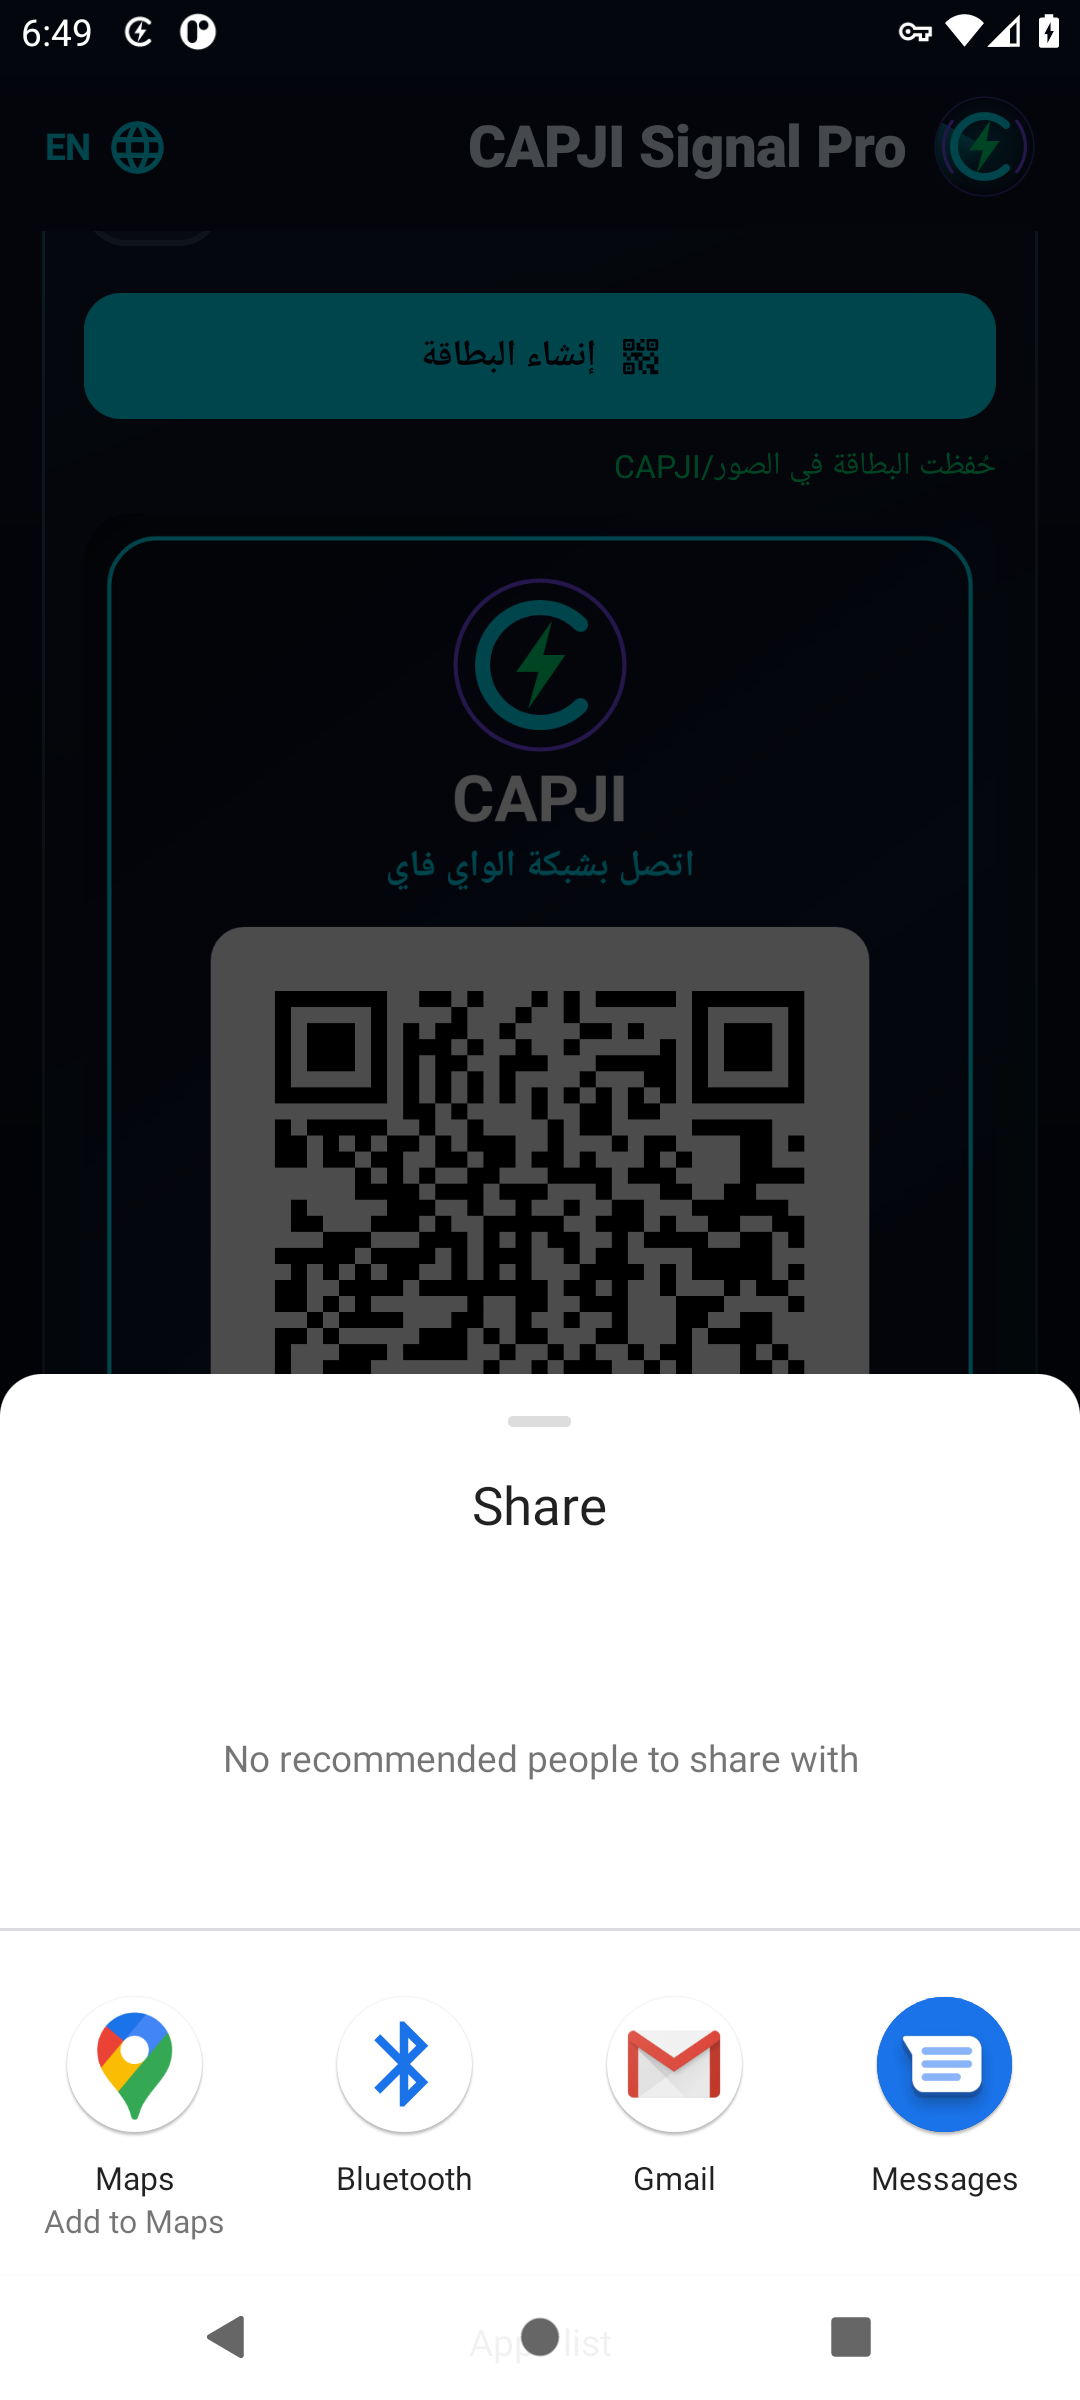 6:49
EN
CAPJI Signal Pro
إنشاء البطاقة
حُفظت البطاقة في الصور/CAPJI
CAPJI
اتصل بشبكة الواي فاي
Share
No recommended people to share with
Maps
Add to Maps
Bluetooth
Gmail
Messages
list